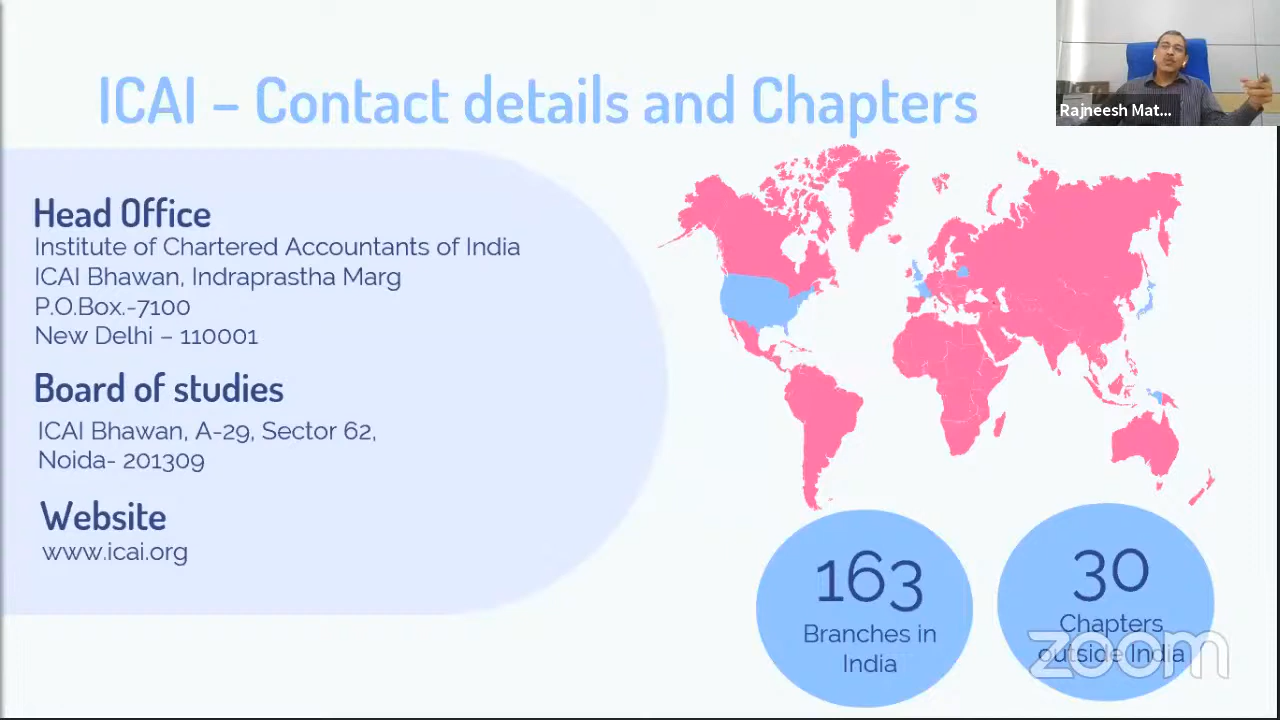 ICAI – Contact details and Chapters
Rajneesh Mat...
Head Office
Institute of Chartered Accountants of India
ICAI Bhawan, Indraprastha Marg
P.O.Box.-7100
New Delhi – 110001
Board of studies
ICAI Bhawan, A-29, Sector 62,
Noida- 201309
Website
www.icai.org
163
Branches in
India
30
Chapters
outside India
zoom